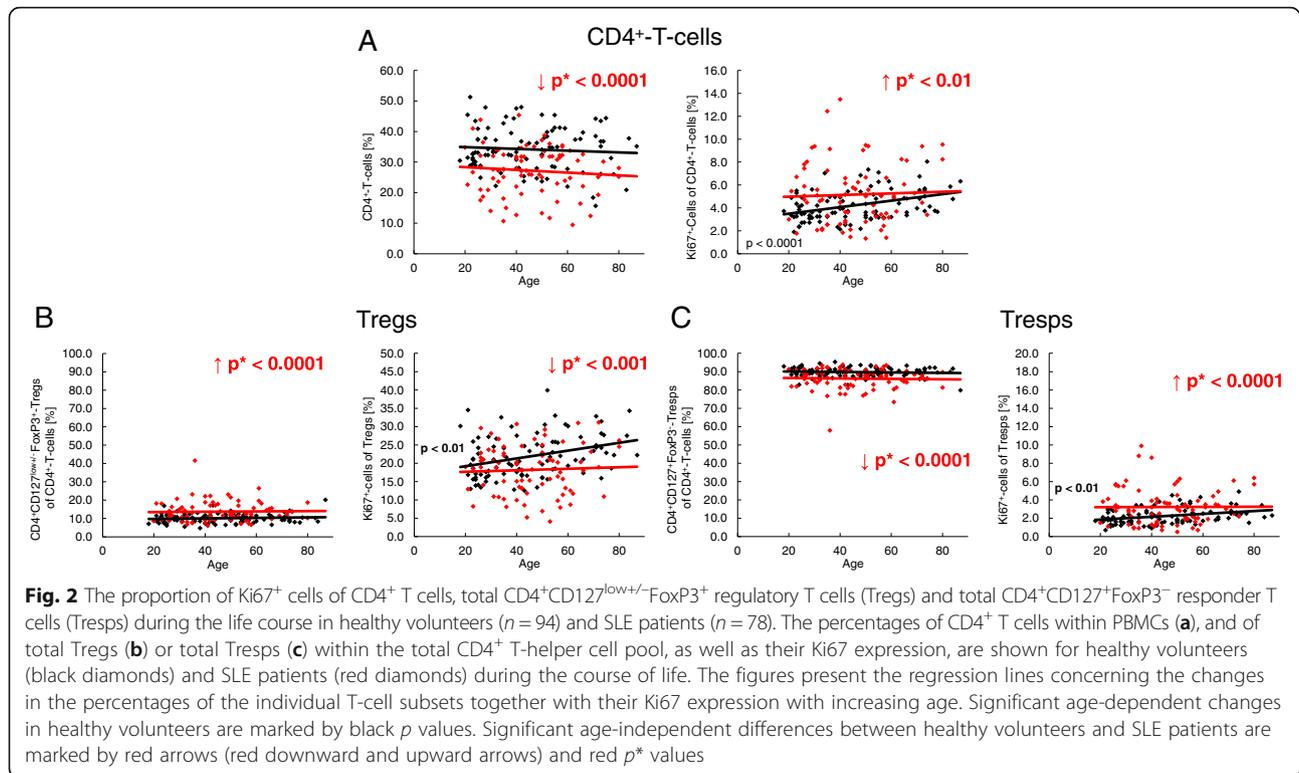 A
CD4⁺-T-cells
CD4⁺-T-cells [%]
60.0
50.0
40.0
30.0
20.0
10.0
0.0
↓ p* < 0.0001
0 20 40 60 80
Age
Ki67⁺-Cells of CD4⁺-T-cells [%]
16.0
14.0
12.0
10.0
8.0
6.0
4.0
2.0
0.0
↑ p* < 0.01
p < 0.0001
0 20 40 60 80
Age
B
Tregs
CD4⁺CD127ˡᵒʷ⁺/⁻FoxP3⁺-Tregs
of CD4⁺-T-cells [%]
100.0
90.0
80.0
70.0
60.0
50.0
40.0
30.0
20.0
10.0
0.0
↑ p* < 0.0001
0 20 40 60 80
Age
Ki67⁺-cells of Tregs [%]
50.0
45.0
40.0
35.0
30.0
25.0
20.0
15.0
10.0
5.0
0.0
↓ p* < 0.001
p < 0.01
0 20 40 60 80
Age
C
Tresps
CD4⁺CD127⁺FoxP3⁻-Tresps
of CD4⁺-T-cells [%]
100.0
90.0
80.0
70.0
60.0
50.0
40.0
30.0
20.0
10.0
0.0
↓ p* < 0.0001
0 20 40 60 80
Age
Ki67⁺-cells of Tresps [%]
20.0
18.0
16.0
14.0
12.0
10.0
8.0
6.0
4.0
2.0
0.0
↑ p* < 0.0001
p < 0.01
0 20 40 60 80
Age
Fig. 2 The proportion of Ki67⁺ cells of CD4⁺ T cells, total CD4⁺CD127ˡᵒʷ⁺/⁻FoxP3⁺ regulatory T cells (Tregs) and total CD4⁺CD127⁺FoxP3⁻ responder T
cells (Tresps) during the life course in healthy volunteers (n = 94) and SLE patients (n = 78). The percentages of CD4⁺ T cells within PBMCs (a), and of
total Tregs (b) or total Tresps (c) within the total CD4⁺ T-helper cell pool, as well as their Ki67 expression, are shown for healthy volunteers
(black diamonds) and SLE patients (red diamonds) during the course of life. The figures present the regression lines concerning the changes
in the percentages of the individual T-cell subsets together with their Ki67 expression with increasing age. Significant age-dependent changes
in healthy volunteers are marked by black p values. Significant age-independent differences between healthy volunteers and SLE patients are
marked by red arrows (red downward and upward arrows) and red p* values